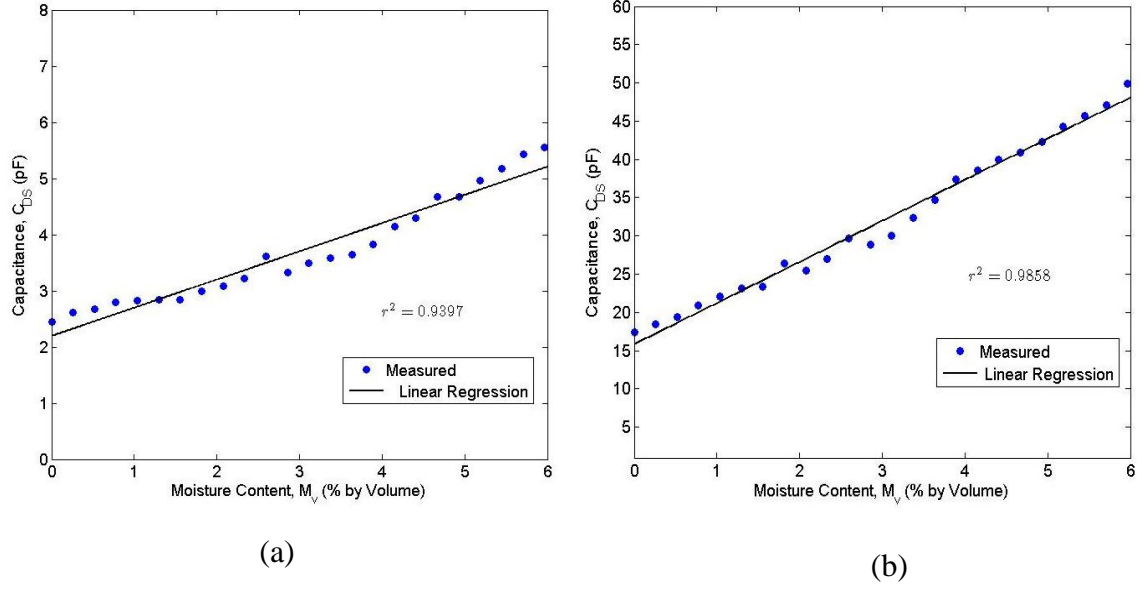 8
7
6
5
4
3
2
1
0
Capacitance, C_DS (pF)
r² = 0.9397
Measured
Linear Regression
0 1 2 3 4 5 6
Moisture Content, M_v (% by Volume)
(a)
60
55
50
45
40
35
30
25
20
15
10
5
Capacitance, C_DS (pF)
r² = 0.9858
Measured
Linear Regression
0 1 2 3 4 5 6
Moisture Content, M_v (% by Volume)
(b)